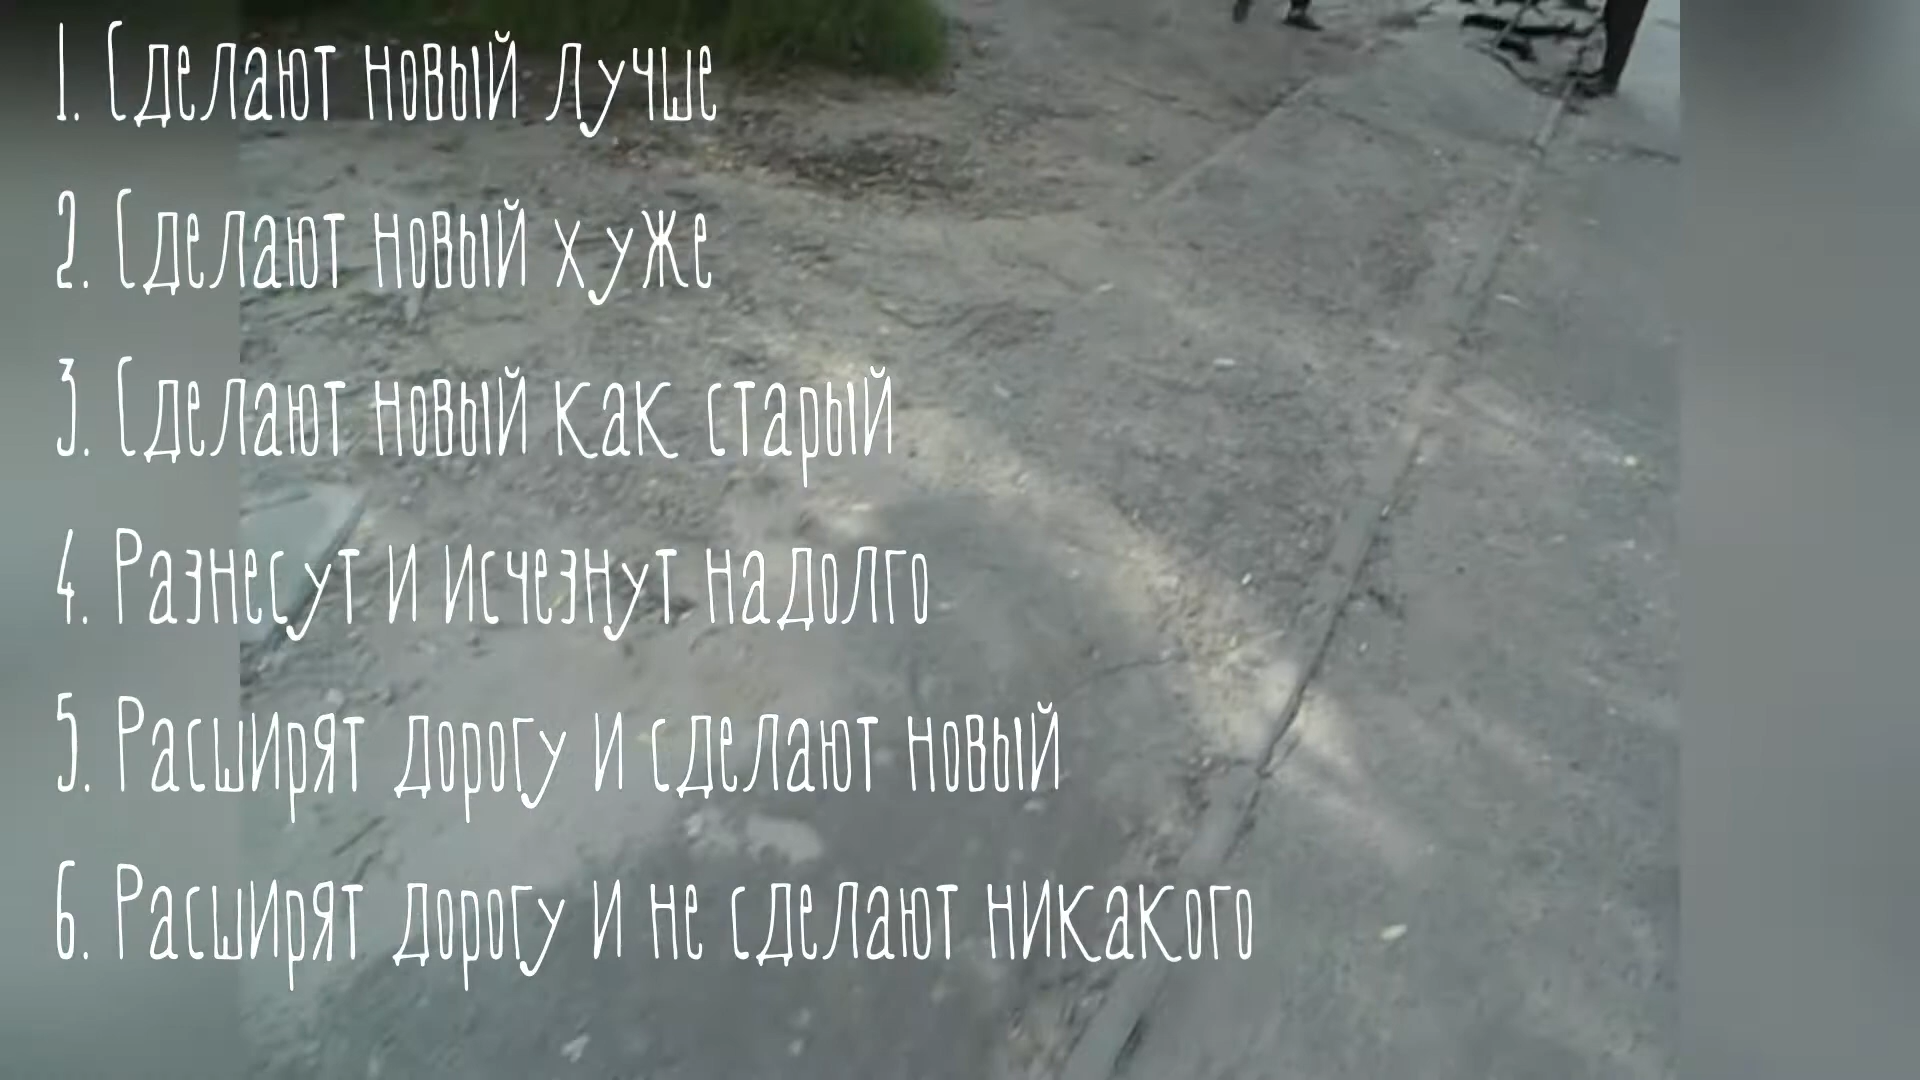 1. Сделают новый лучше
2. Сделают новый хуже
3. Сделают новый как старый
4. Разнесут и исчезнут надолго
5. Расширят дорогу и сделают новый
6. Расширят дорогу и не сделают никакого